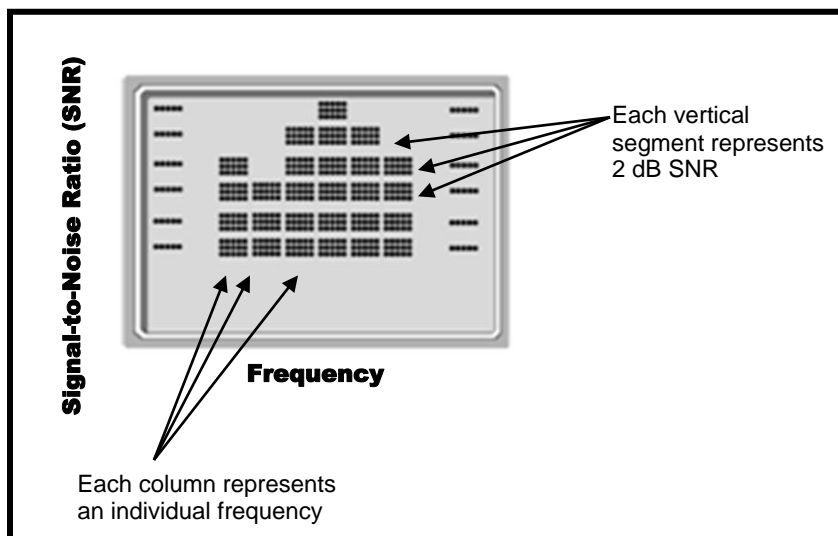 Signal-to-Noise Ratio (SNR)
Each vertical
segment represents
2 dB SNR
Frequency
Each column represents
an individual frequency